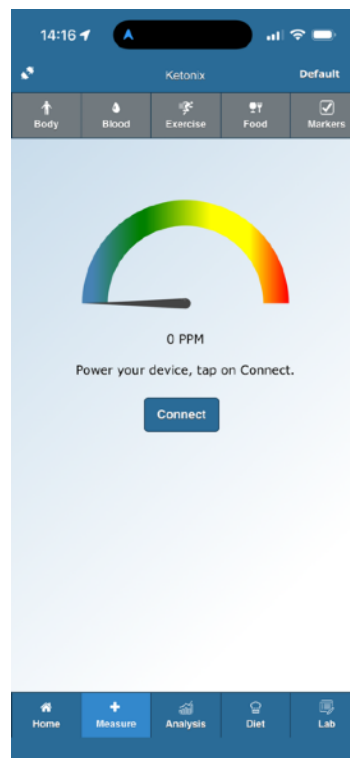 14:16
Ketonix Default
Body Blood Exercise Food Markers
0 PPM
Power your device, tap on Connect.
Connect
Home Measure Analysis Diet Lab